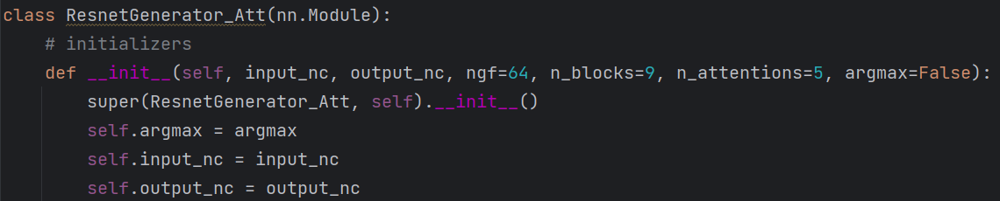 class ResnetGenerator_Att(nn.Module):
    # initializers
    def __init__(self, input_nc, output_nc, ngf=64, n_blocks=9, n_attentions=5, argmax=False):
        super(ResnetGenerator_Att, self).__init__()
        self.argmax = argmax
        self.input_nc = input_nc
        self.output_nc = output_nc